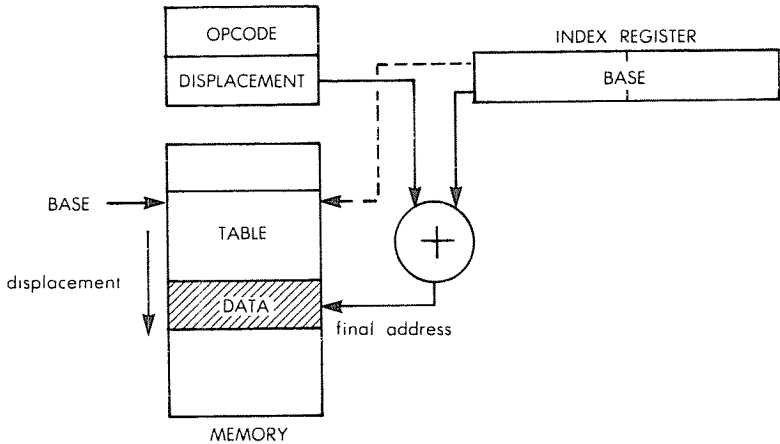 OPCODE
INDEX REGISTER
DISPLACEMENT
BASE
BASE
TABLE
displacement
DATA
final address
MEMORY